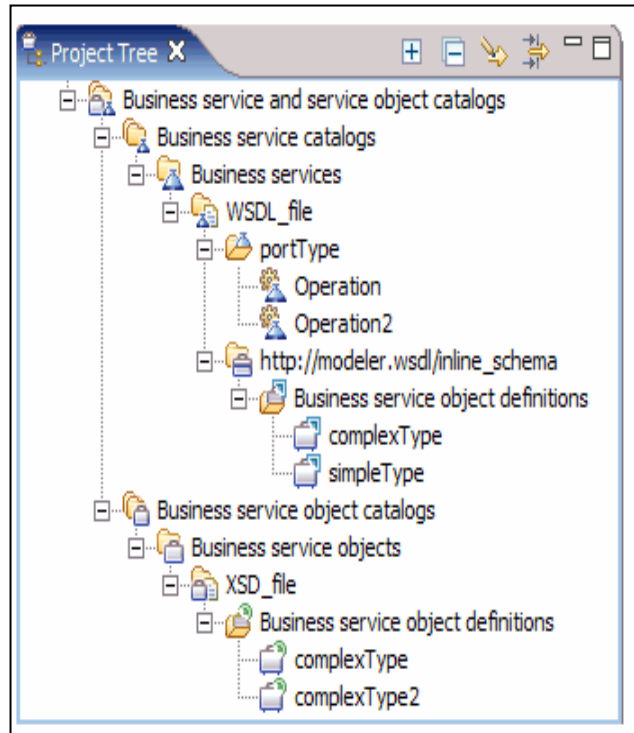 Project Tree
Business service and service object catalogs
Business service catalogs
Business services
WSDL_file
portType
Operation
Operation2
http://modeler.wsdl/inline_schema
Business service object definitions
complexType
simpleType
Business service object catalogs
Business service objects
XSD_file
Business service object definitions
complexType
complexType2